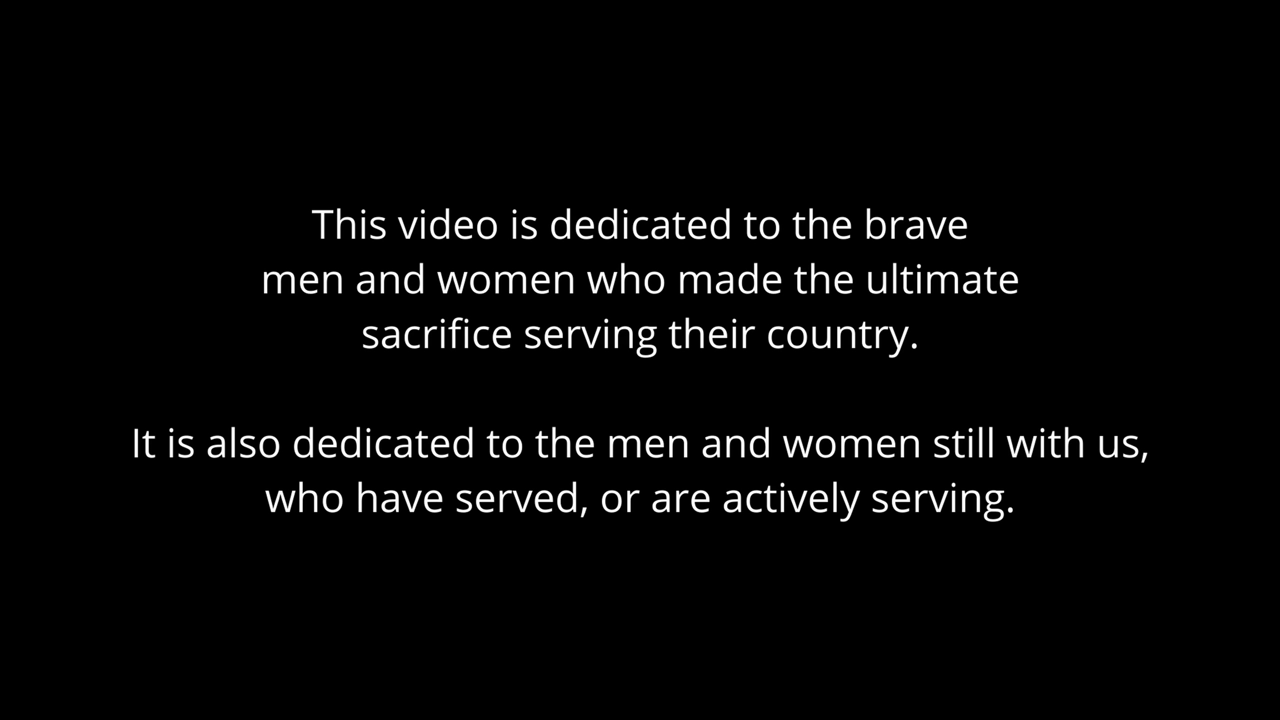 This video is dedicated to the brave
men and women who made the ultimate
sacrifice serving their country.
It is also dedicated to the men and women still with us,
who have served, or are actively serving.